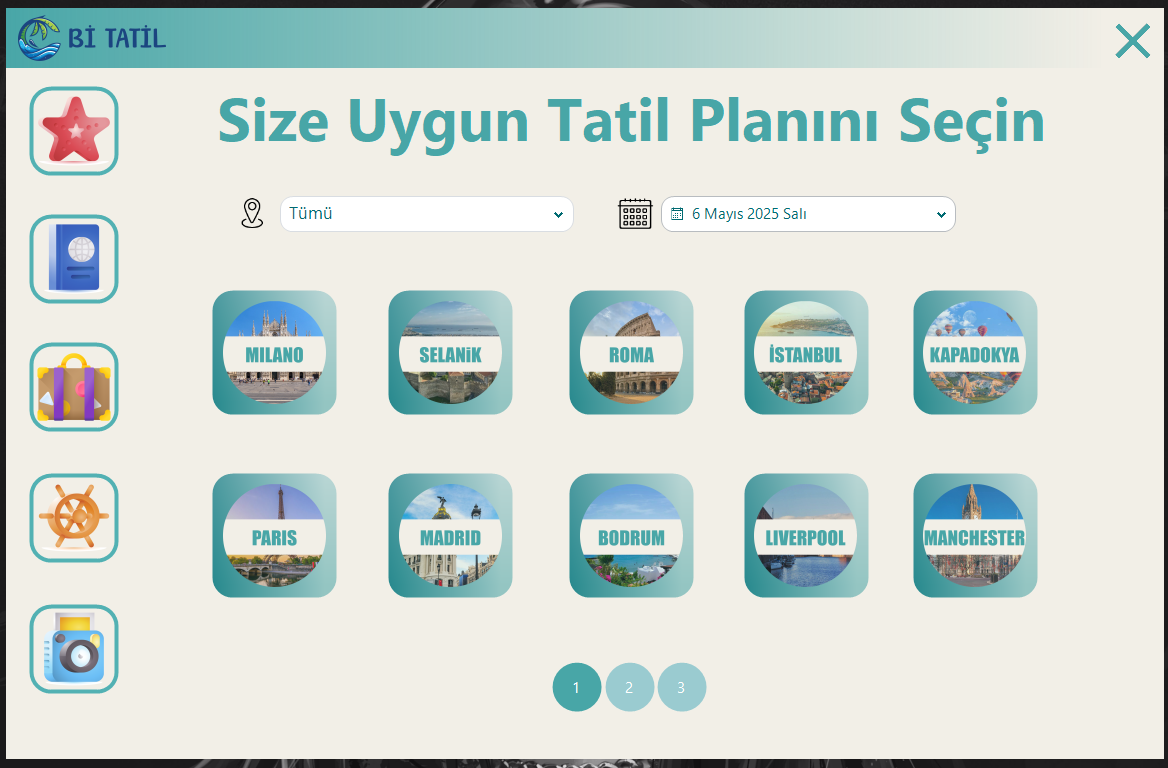 Bİ TATİL
Size Uygun Tatil Planını Seçin
Tümü
6 Mayıs 2025 Salı
MILANO
SELANiK
ROMA
İSTANBUL
KAPADOKYA
PARIS
MADRID
BODRUM
LIVERPOOL
MANCHESTER
1
2
3